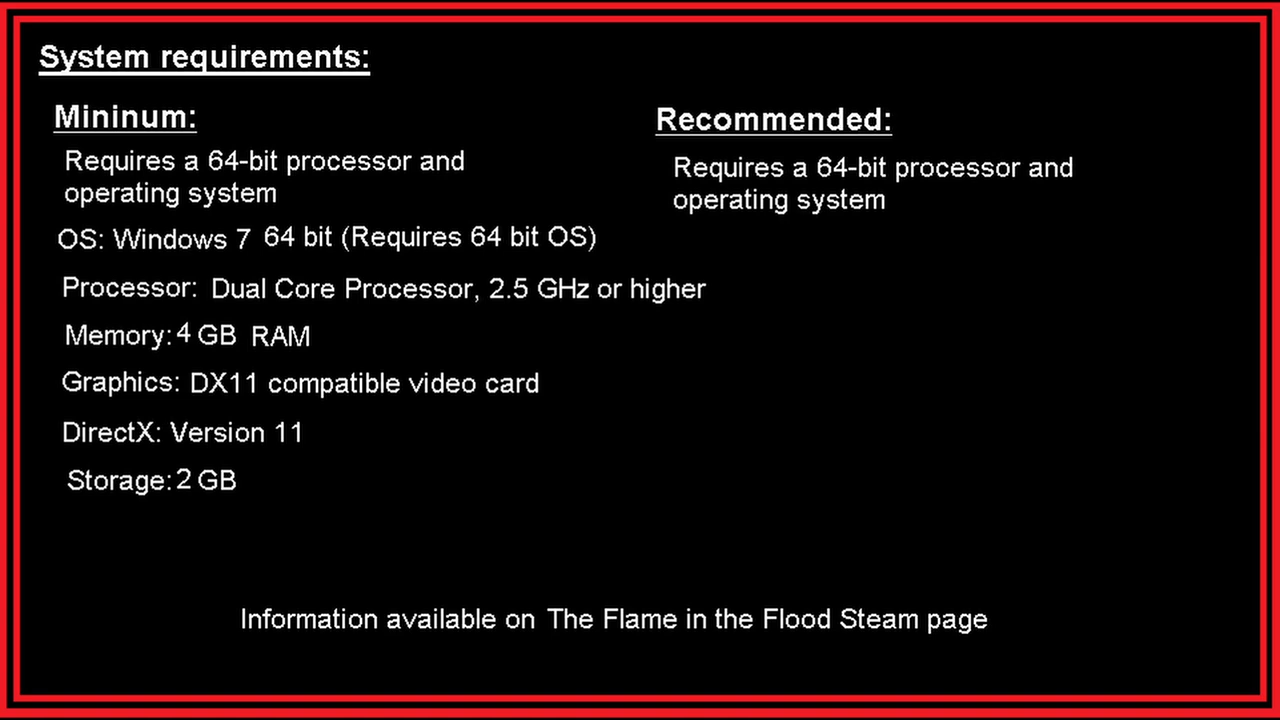 System requirements:
Mininum:
Requires a 64-bit processor and
operating system
OS: Windows 7 64 bit (Requires 64 bit OS)
Processor: Dual Core Processor, 2.5 GHz or higher
Memory: 4 GB RAM
Graphics: DX11 compatible video card
DirectX: Version 11
Storage: 2 GB
Recommended:
Requires a 64-bit processor and
operating system
Information available on The Flame in the Flood Steam page